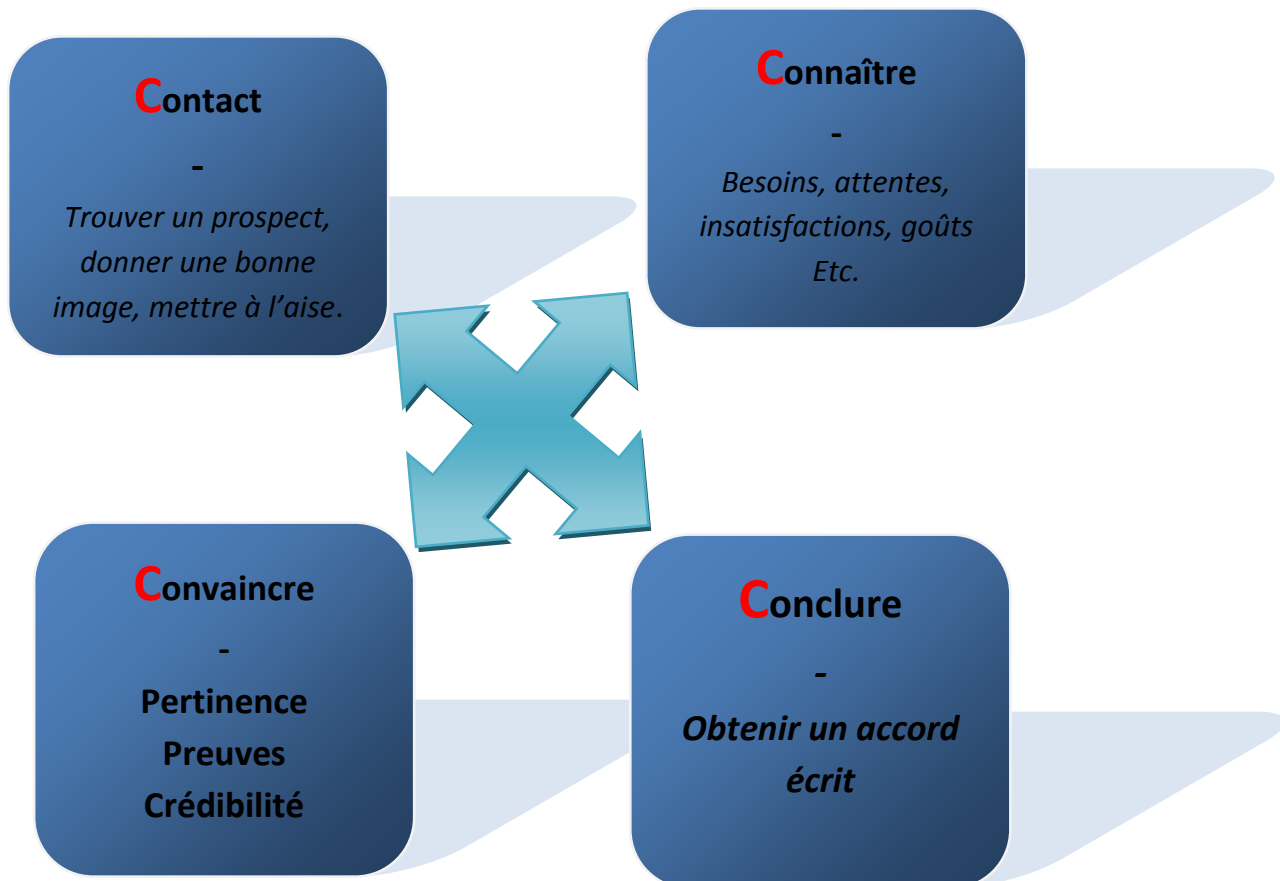 Contact
-
Trouver un prospect,
donner une bonne
image, mettre à l’aise.
Connaître
-
Besoins, attentes,
insatisfactions, goûts
Etc.
Convaincre
-
Pertinence
Preuves
Crédibilité
Conclure
-
Obtenir un accord
écrit